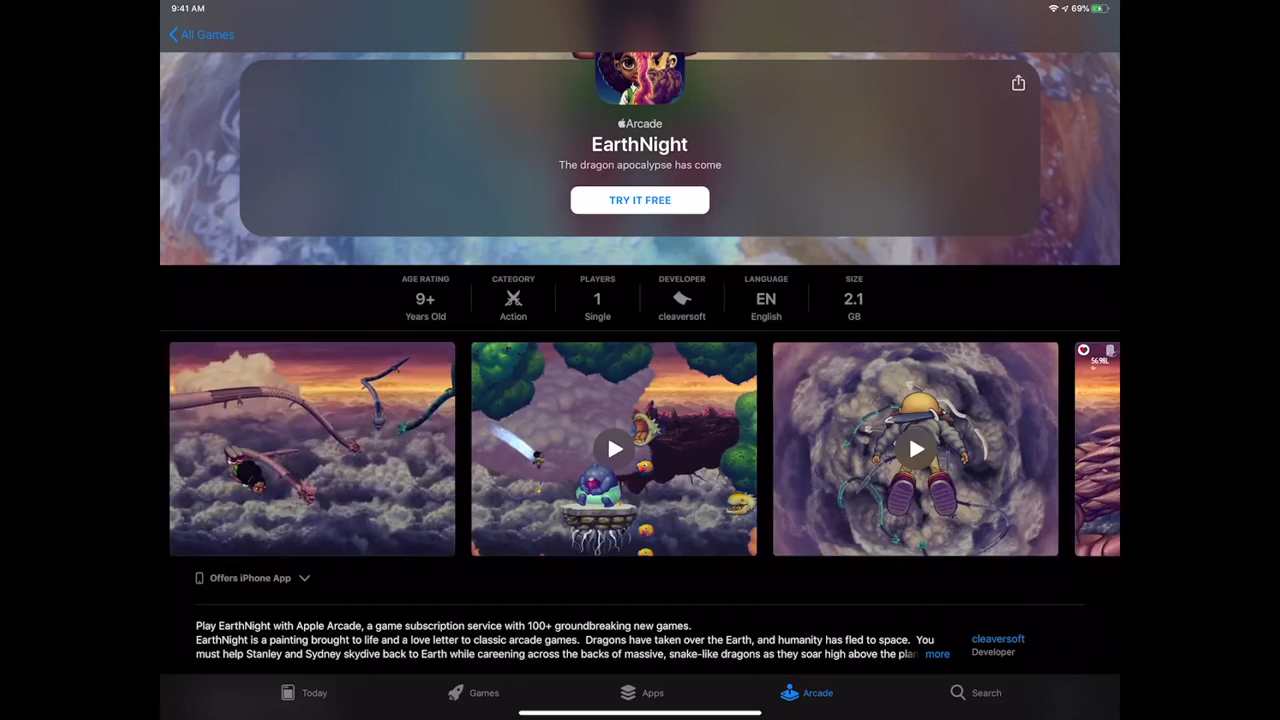 9:41 AM
69%
All Games
Arcade
EarthNight
The dragon apocalypse has come
TRY IT FREE
AGE RATING
9+
Years Old
CATEGORY
Action
PLAYERS
1
Single
DEVELOPER
cleaversoft
LANGUAGE
EN
English
SIZE
2.1
GB
Offers iPhone App
Play EarthNight with Apple Arcade, a game subscription service with 100+ groundbreaking new games.
EarthNight is a painting brought to life and a love letter to classic arcade games. Dragons have taken over the Earth, and humanity has fled to space. You
must help Stanley and Sydney skydive back to Earth while careening across the backs of massive, snake-like dragons as they soar high above the plan more
cleaversoft
Developer
Today
Games
Apps
Arcade
Search